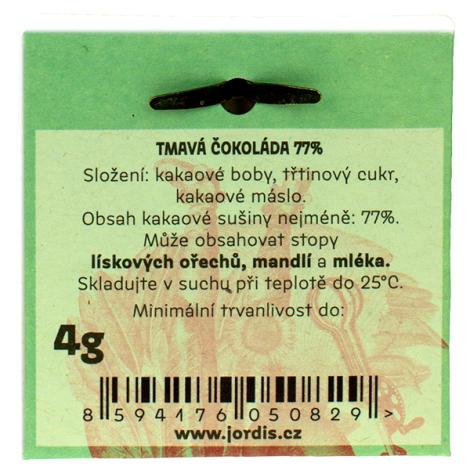 TMAVÁ ČOKOLÁDA 77%
Složení: kakaové boby, třtinový cukr,
kakaové máslo.
Obsah kakaové sušiny nejméně: 77%.
Může obsahovat stopy
lískových ořechů, mandlí a mléka.
Skladujte v suchu při teplotě do 25°C.
Minimální trvanlivost do:
4g
8 594176 050829 >
www.jordis.cz